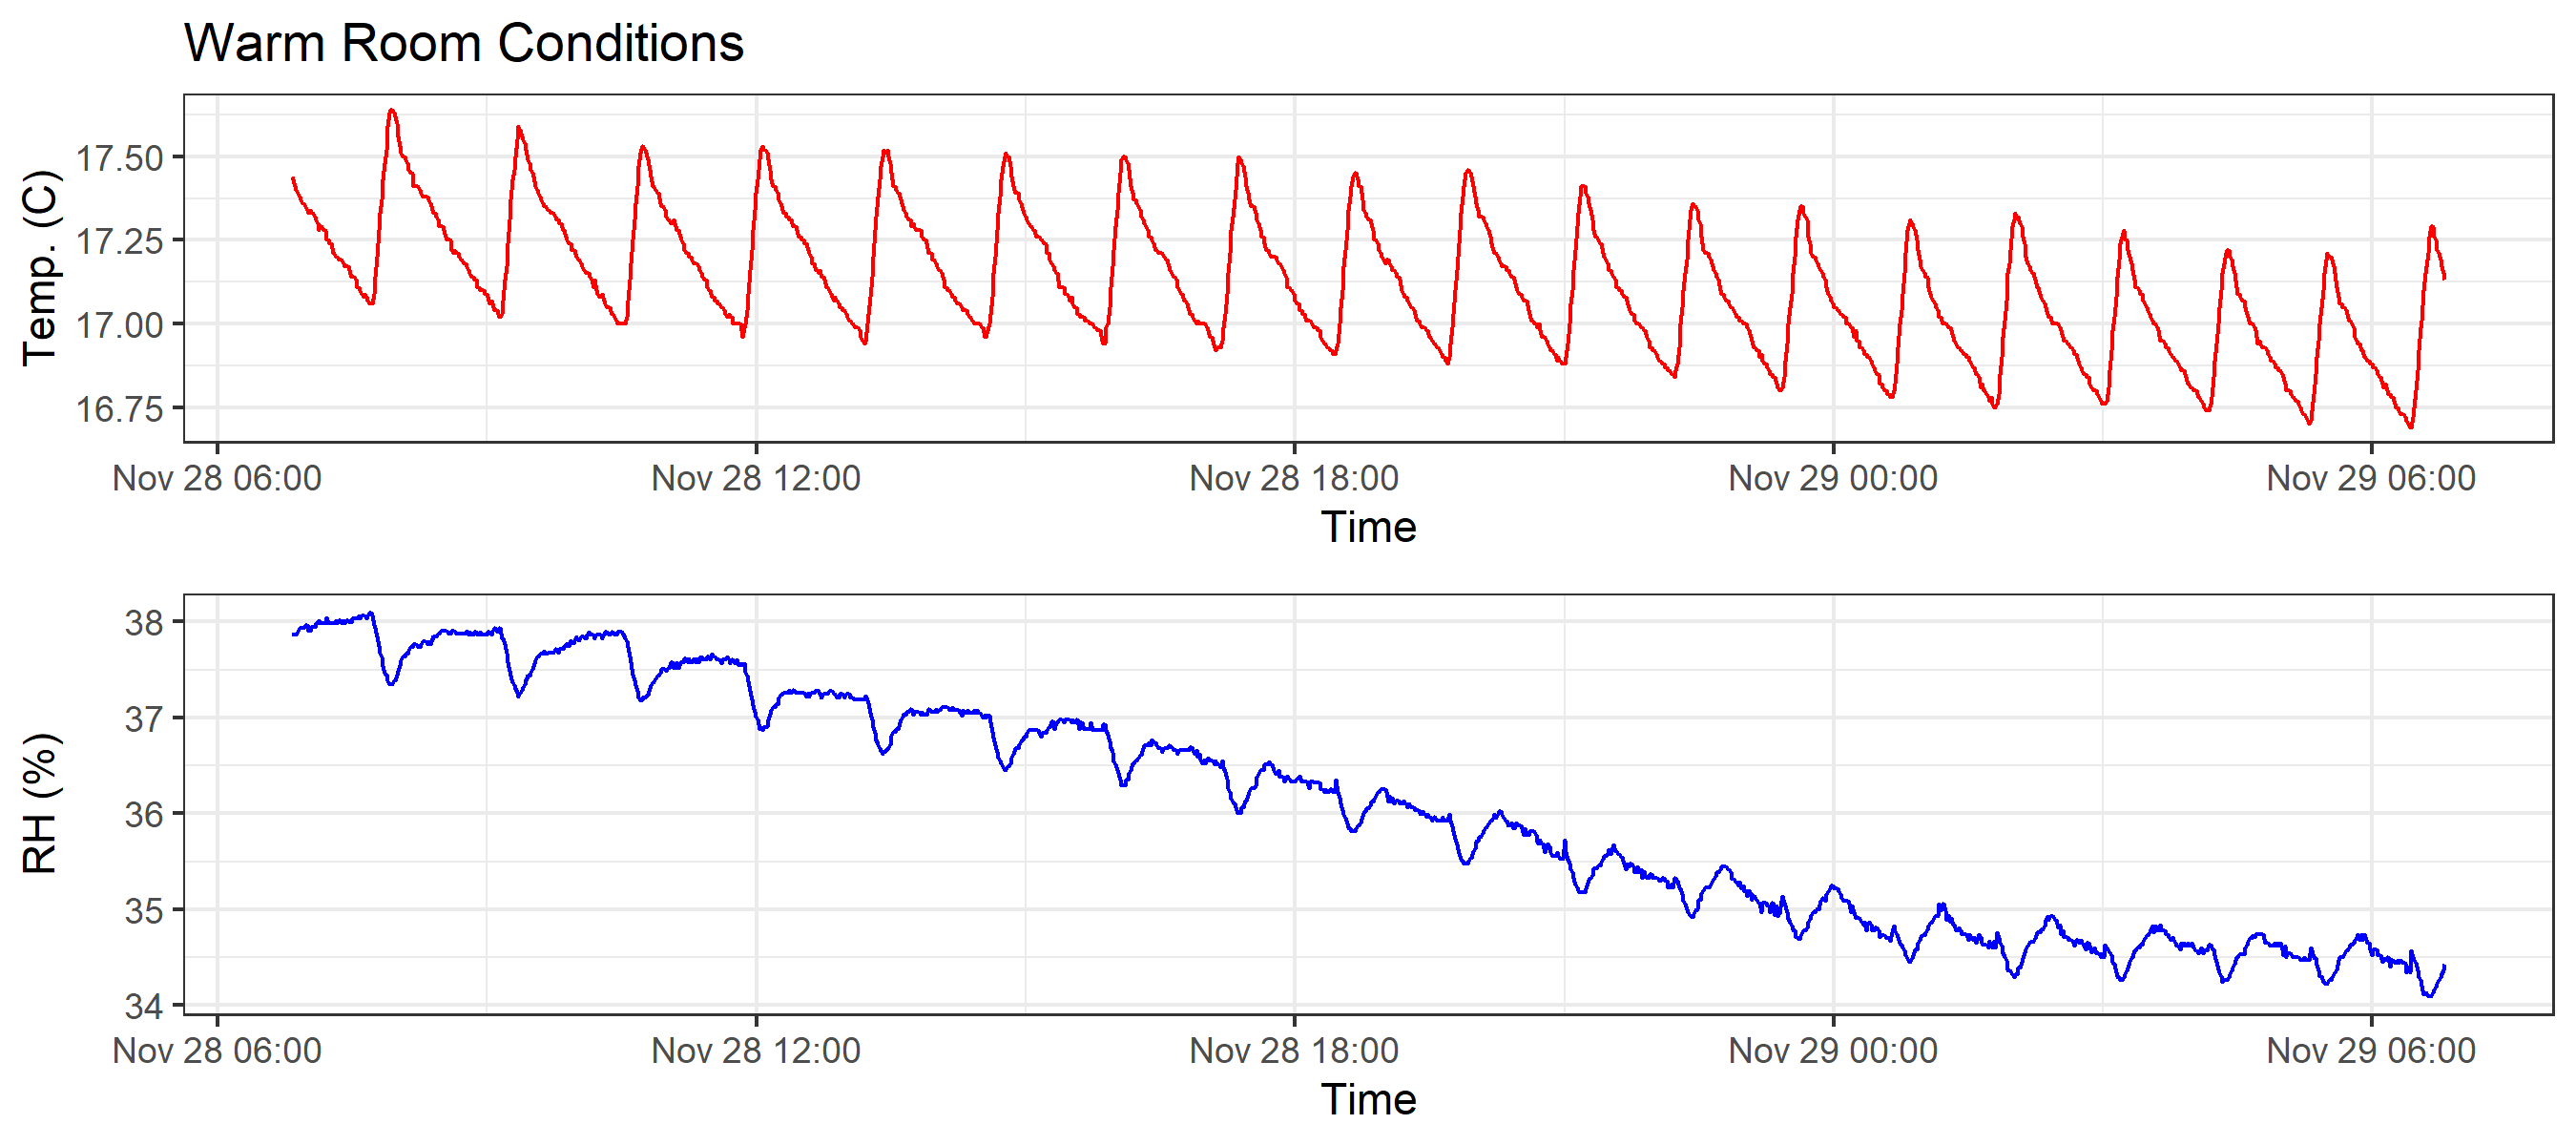 Warm Room Conditions
Temp. (C)
17.50
17.25
17.00
16.75
Nov 28 06:00 Nov 28 12:00 Nov 28 18:00 Nov 29 00:00 Nov 29 06:00
Time
RH (%)
38
37
36
35
34
Nov 28 06:00 Nov 28 12:00 Nov 28 18:00 Nov 29 00:00 Nov 29 06:00
Time